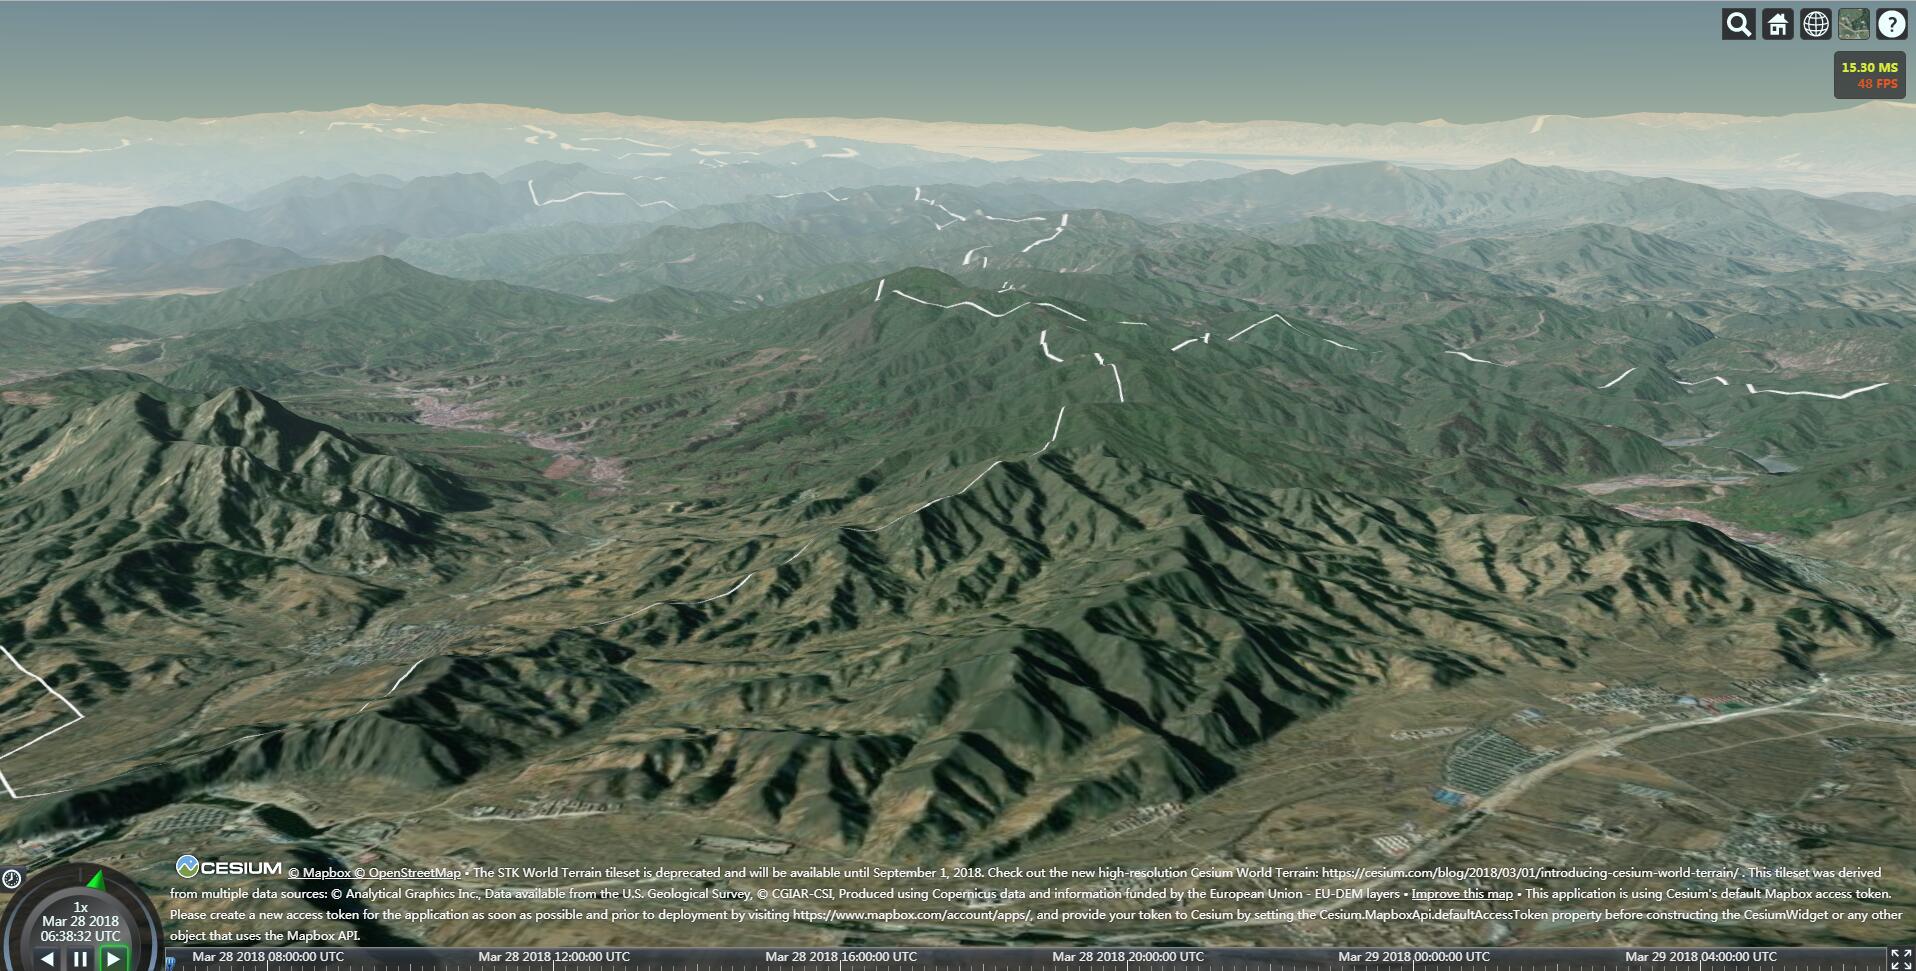 ?
15.30 MS
48 FPS
CESIUM © Mapbox © OpenStreetMap • The STK World Terrain tileset is deprecated and will be available until September 1, 2018. Check out the new high-resolution Cesium World Terrain: https://cesium.com/blog/2018/03/01/introducing-cesium-world-terrain/ . This tileset was derived
from multiple data sources: © Analytical Graphics Inc., Data available from the U.S. Geological Survey, © CGIAR-CSI, Produced using Copernicus data and information funded by the European Union - EU-DEM layers • Improve this map • This application is using Cesium's default Mapbox access token.
Please create a new access token for the application as soon as possible and prior to deployment by visiting https://www.mapbox.com/account/apps/, and provide your token to Cesium by setting the Cesium.MapboxApi.defaultAccessToken property before constructing the CesiumWidget or any other
object that uses the Mapbox API.
1x
Mar 28 2018
06:38:32 UTC
Mar 28 2018 08:00:00 UTC Mar 28 2018 12:00:00 UTC Mar 28 2018 16:00:00 UTC Mar 28 2018 20:00:00 UTC Mar 29 2018 00:00:00 UTC Mar 29 2018 04:00:00 UTC